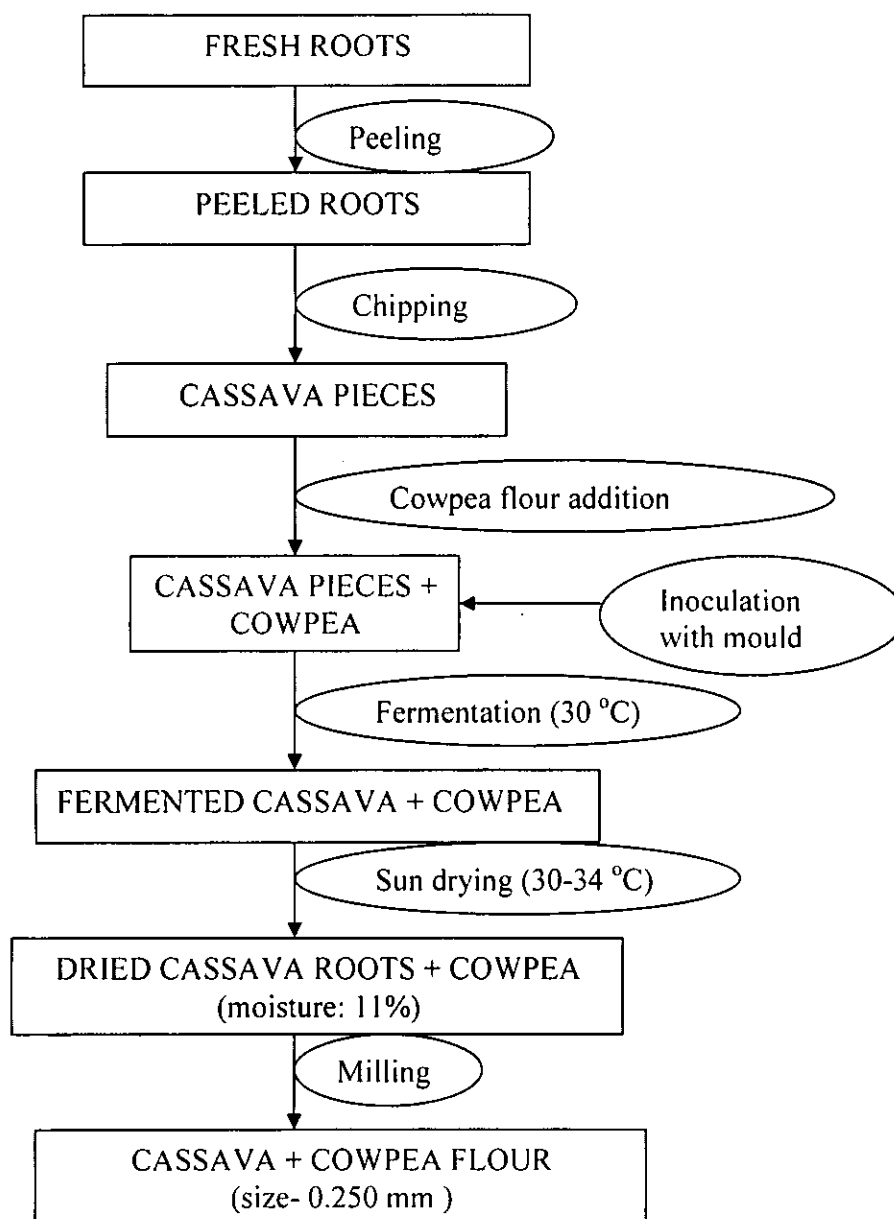 FRESH ROOTS
Peeling
PEELED ROOTS
Chipping
CASSAVA PIECES
Cowpea flour addition
CASSAVA PIECES +
COWPEA
Inoculation
with mould
Fermentation (30 °C)
FERMENTED CASSAVA + COWPEA
Sun drying (30-34 °C)
DRIED CASSAVA ROOTS + COWPEA
(moisture: 11%)
Milling
CASSAVA + COWPEA FLOUR
(size- 0.250 mm )